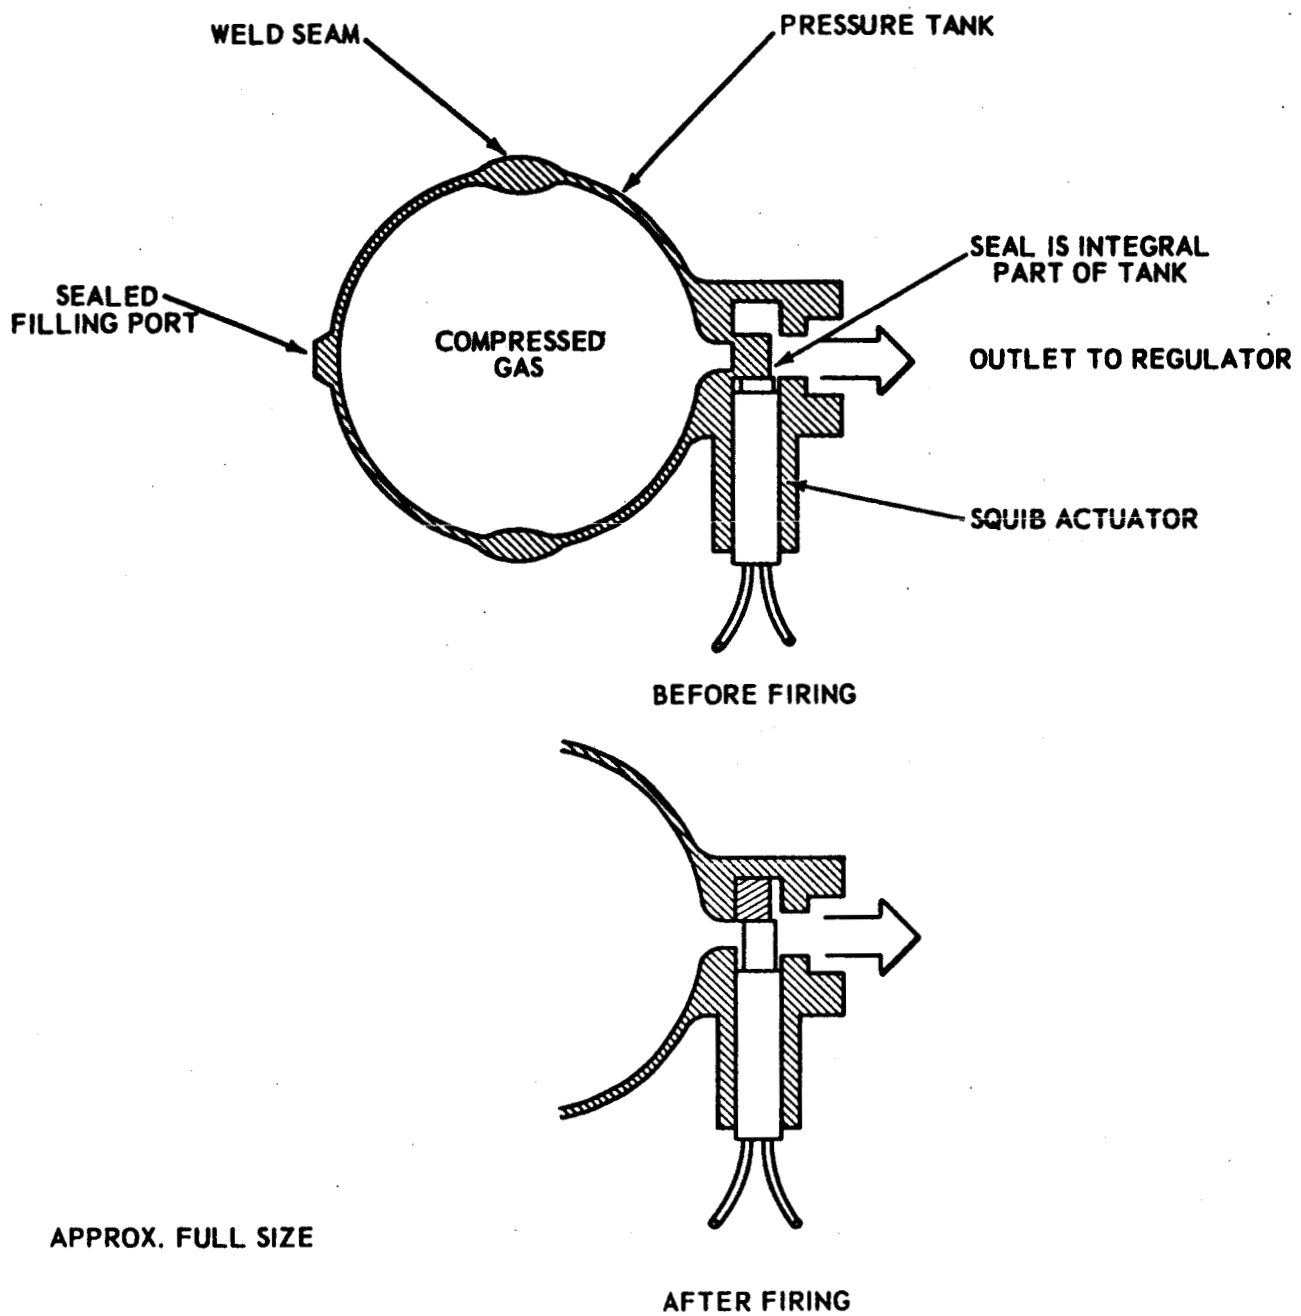 WELD SEAM
PRESSURE TANK
SEAL IS INTEGRAL
PART OF TANK
SEALED
FILLING PORT
COMPRESSED
GAS
OUTLET TO REGULATOR
SQUIB ACTUATOR
BEFORE FIRING
APPROX. FULL SIZE
AFTER FIRING